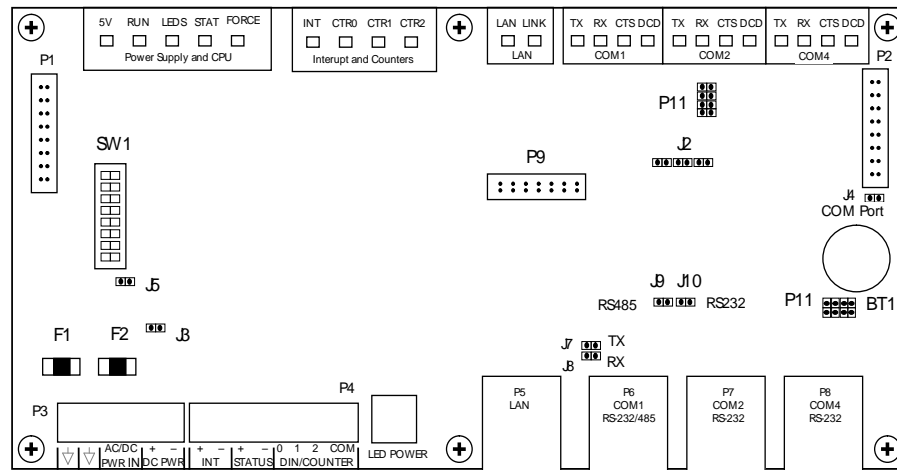 5V RUN LEDS STAT FORCE
Power Supply and CPU
INT CTR0 CTR1 CTR2
Interupt and Counters
LAN LINK
LAN
TX RX CTS DCD
COM1
TX RX CTS DCD
COM2
TX RX CTS DCD
COM4
P1
P2
P11
SW1
J2
P9
J4
COM Port
J5
J9 J10
RS485
RS232
P11
BT1
F1
F2
J3
J7
TX
J8
RX
P3
P4
P5
LAN
P6
COM1
RS-232/485
P7
COM2
RS-232
P8
COM4
RS-232
AC/DC
PWR IN
+ −
DC PWR
+ −
INT
+ −
STATUS
0 1 2 COM
DIN/COUNTER
LED POWER